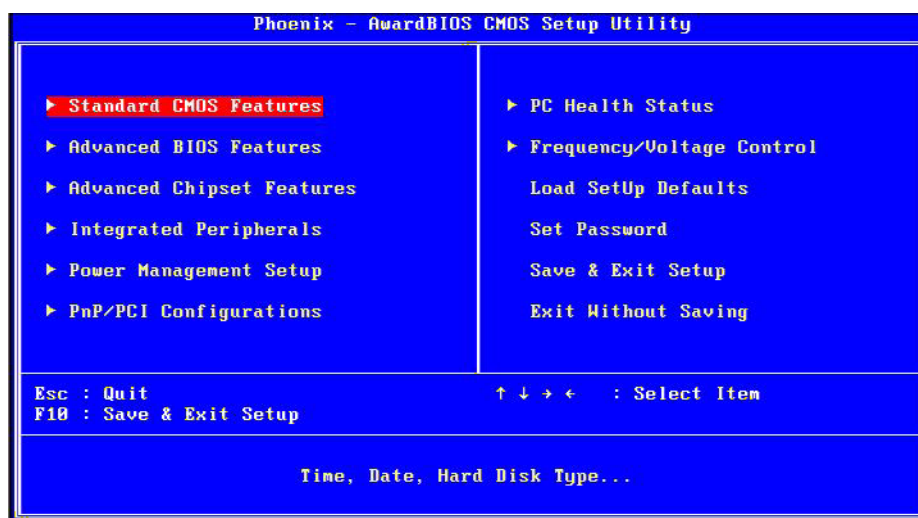 Phoenix - AwardBIOS CMOS Setup Utility
▶ Standard CMOS Features
▶ Advanced BIOS Features
▶ Advanced Chipset Features
▶ Integrated Peripherals
▶ Power Management Setup
▶ PnP/PCI Configurations
▶ PC Health Status
▶ Frequency/Voltage Control
Load SetUp Defaults
Set Password
Save & Exit Setup
Exit Without Saving
Esc : Quit
F10 : Save & Exit Setup
↑ ↓ → ← : Select Item
Time, Date, Hard Disk Type...